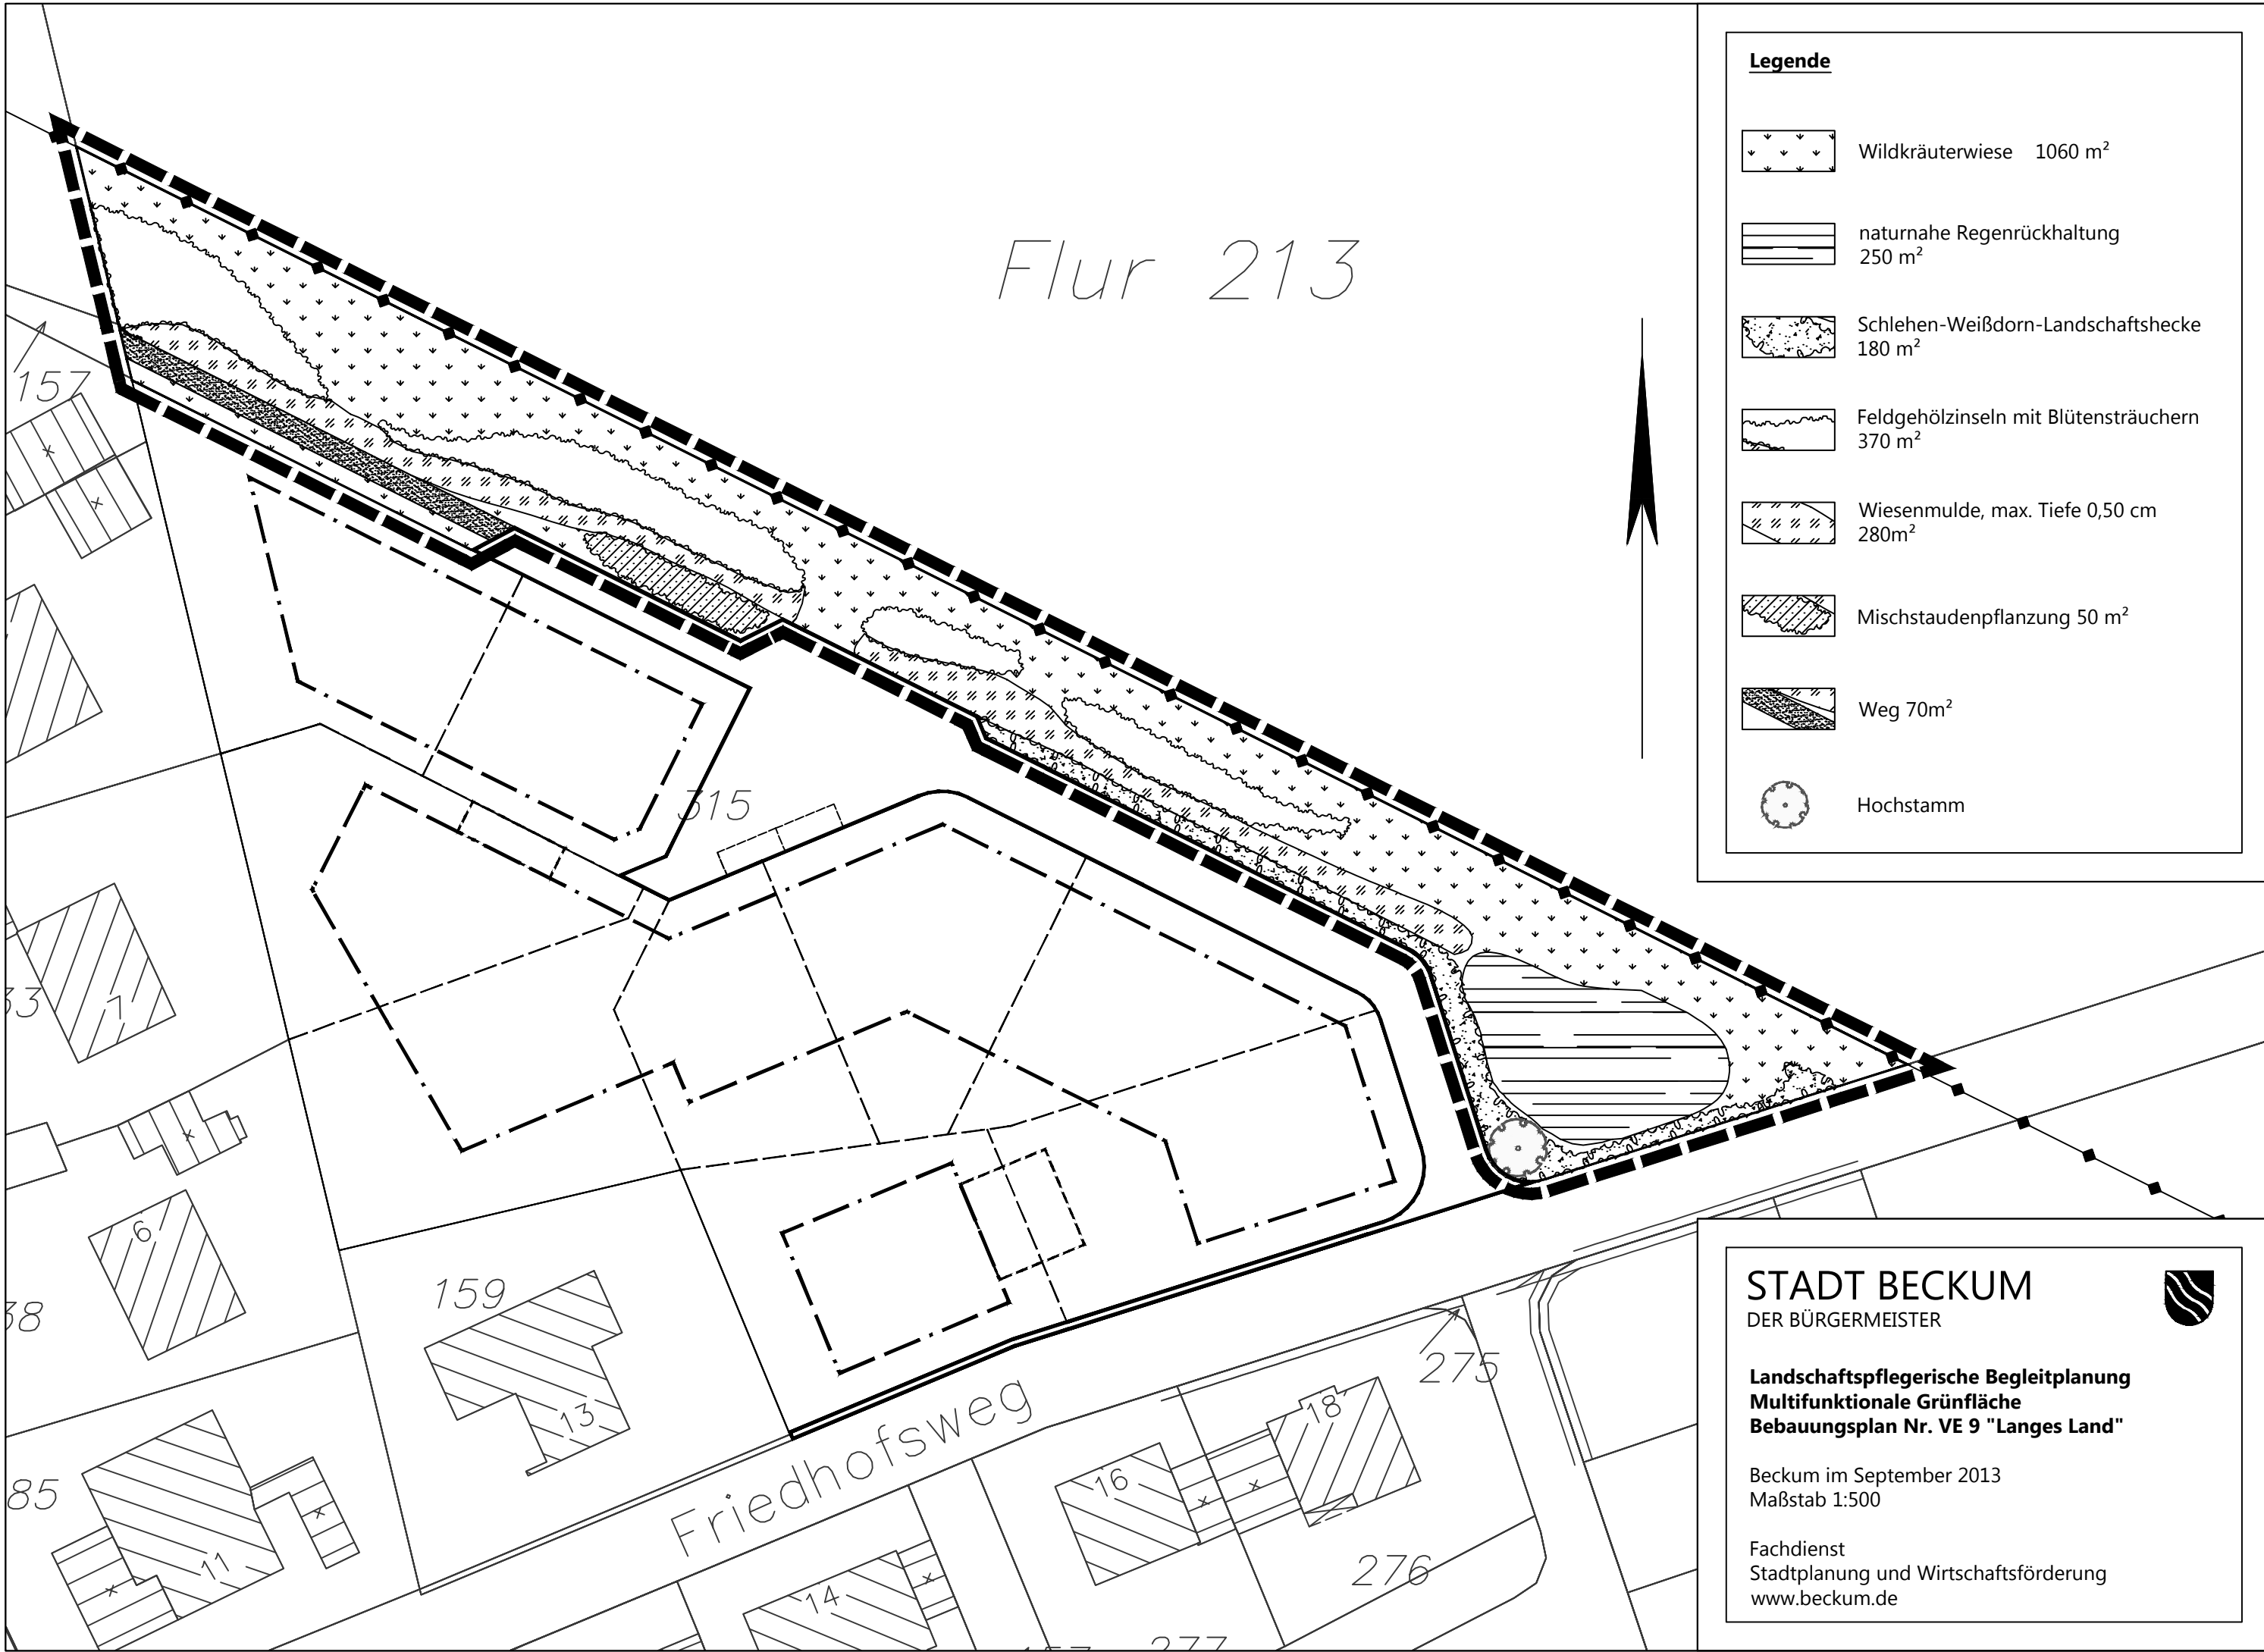 Flur 213
157
315
33
7
38
6
159
13
85
11
Friedhofsweg
14
16
18
275
276
277
Legende
Wildkräuterwiese 1060 m²
naturnahe Regenrückhaltung
250 m²
Schlehen-Weißdorn-Landschaftshecke
180 m²
Feldgehölzinseln mit Blütensträuchern
370 m²
Wiesenmulde, max. Tiefe 0,50 cm
280m²
Mischstaudenpflanzung 50 m²
Weg 70m²
Hochstamm
STADT BECKUM
DER BÜRGERMEISTER
Landschaftspflegerische Begleitplanung
Multifunktionale Grünfläche
Bebauungsplan Nr. VE 9 "Langes Land"
Beckum im September 2013
Maßstab 1:500
Fachdienst
Stadtplanung und Wirtschaftsförderung
www.beckum.de